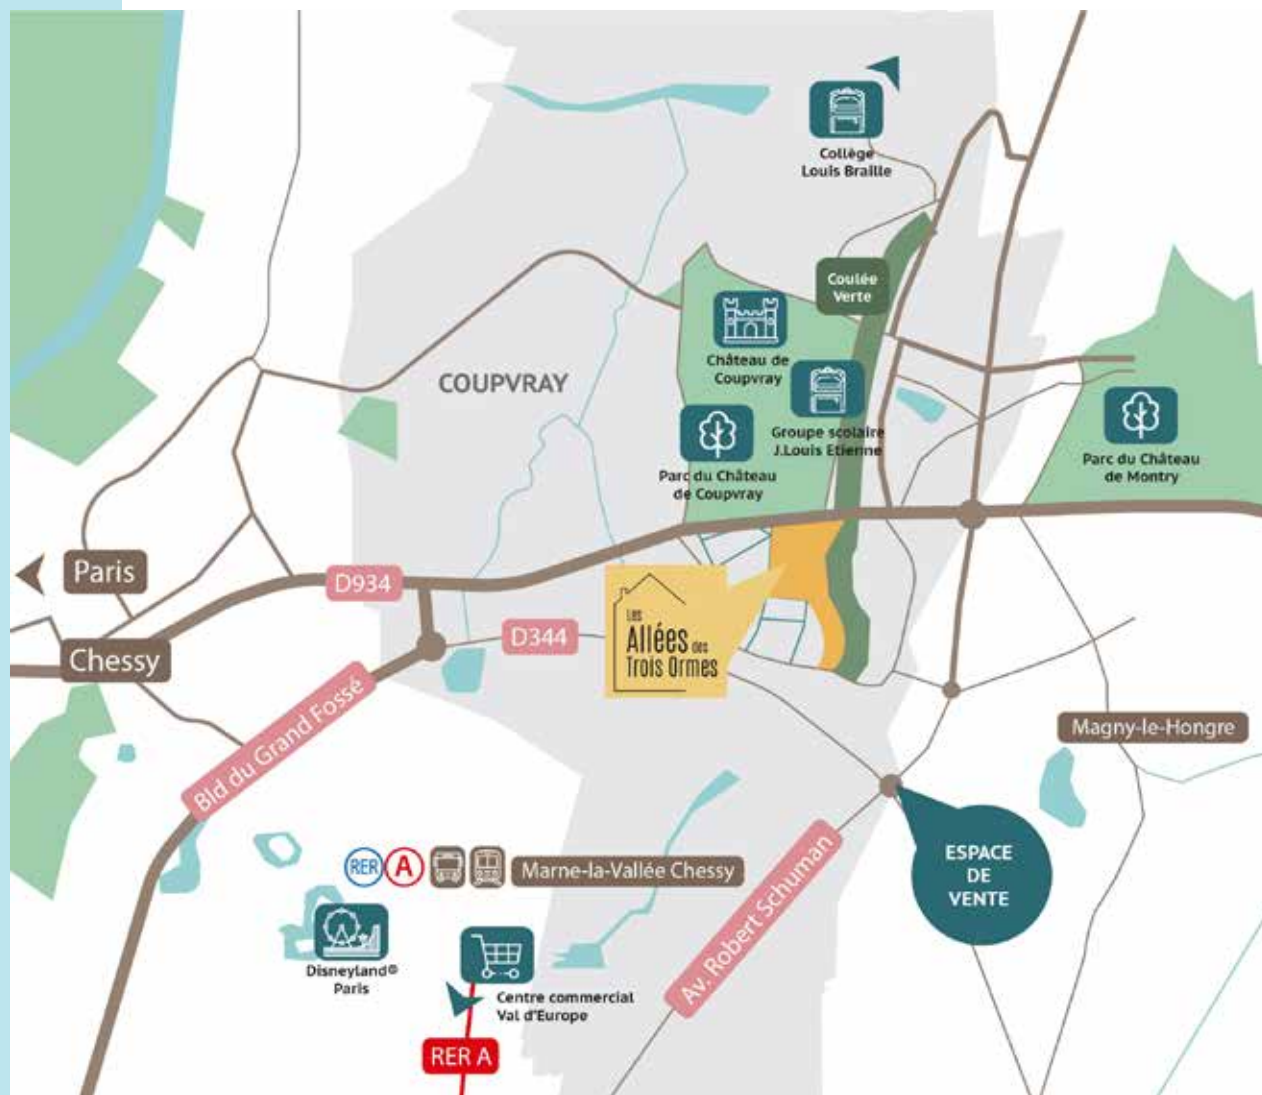 Collège
Louis Braille
Coulée
Verte
Château de
Coupvray
COUPVRAY
Groupe scolaire
J.Louis Etienne
Parc du Château
de Coupvray
Parc du Château
de Montry
Paris
D934
Chessy
D344
Les
Allées des
Trois Ormes
Bld du Grand Fossé
Magny-le-Hongre
ESPACE
DE
VENTE
RER A Marne-la-Vallée Chessy
Av. Robert Schuman
Disneyland®
Paris
Centre commercial
Val d'Europe
RER A